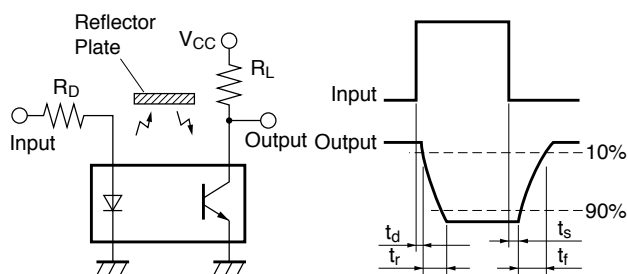 Reflector
Plate
VCC
RD
RL
Input
Output
Input
Output
10%
90%
td
ts
tr
tf